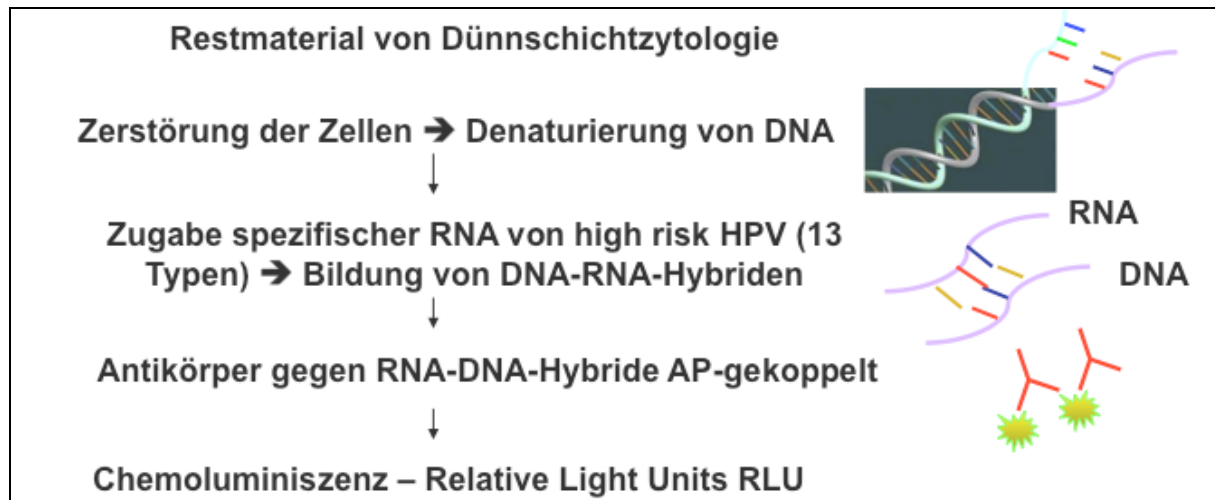 Restmaterial von Dünnschichtzytologie
Zerstörung der Zellen ➔ Denaturierung von DNA
Zugabe spezifischer RNA von high risk HPV (13
Typen) ➔ Bildung von DNA-RNA-Hybriden
RNA
DNA
Antikörper gegen RNA-DNA-Hybride AP-gekoppelt
Chemoluminiszenz – Relative Light Units RLU